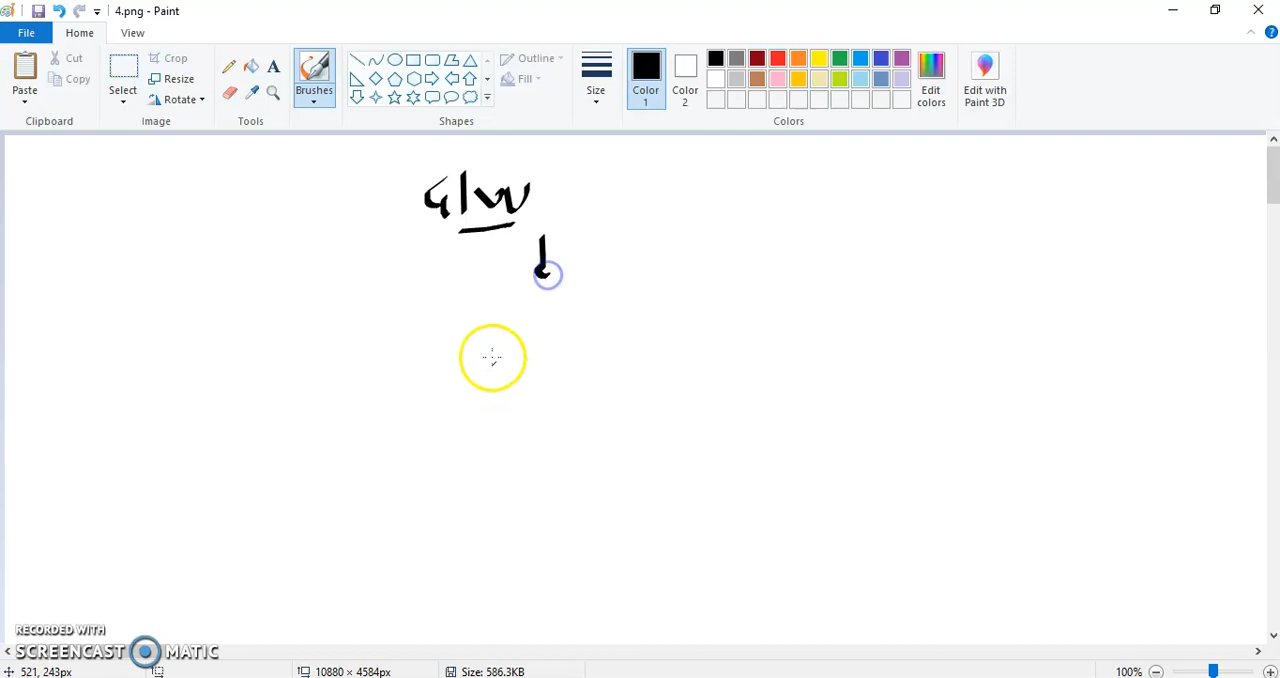 4.png - Paint
File Home View
Paste Cut Copy Select Crop Resize Rotate Brushes Outline Fill Size Color 1 Color 2 Edit colors Edit with Paint 3D
Clipboard Image Tools Shapes Colors
RECORDED WITH
SCREENCAST MATIC
521, 243px 10880 × 4584px Size: 586.3KB 100%